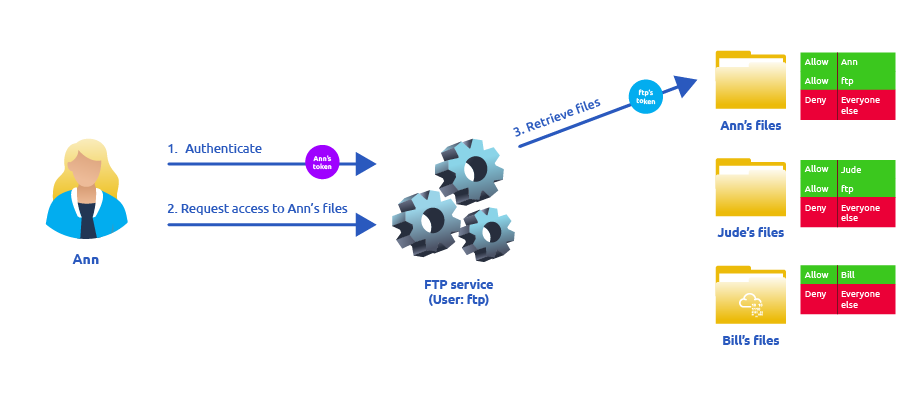 1. Authenticate
Ann's
token
2. Request access to Ann's files
Ann
FTP service
(User: ftp)
3. Retrieve files
ftp's
token
Allow Ann
Allow ftp
Deny Everyone
else
Ann's files
Allow Jude
Allow ftp
Deny Everyone
else
Jude's files
Allow Bill
Deny Everyone
else
Bill's files